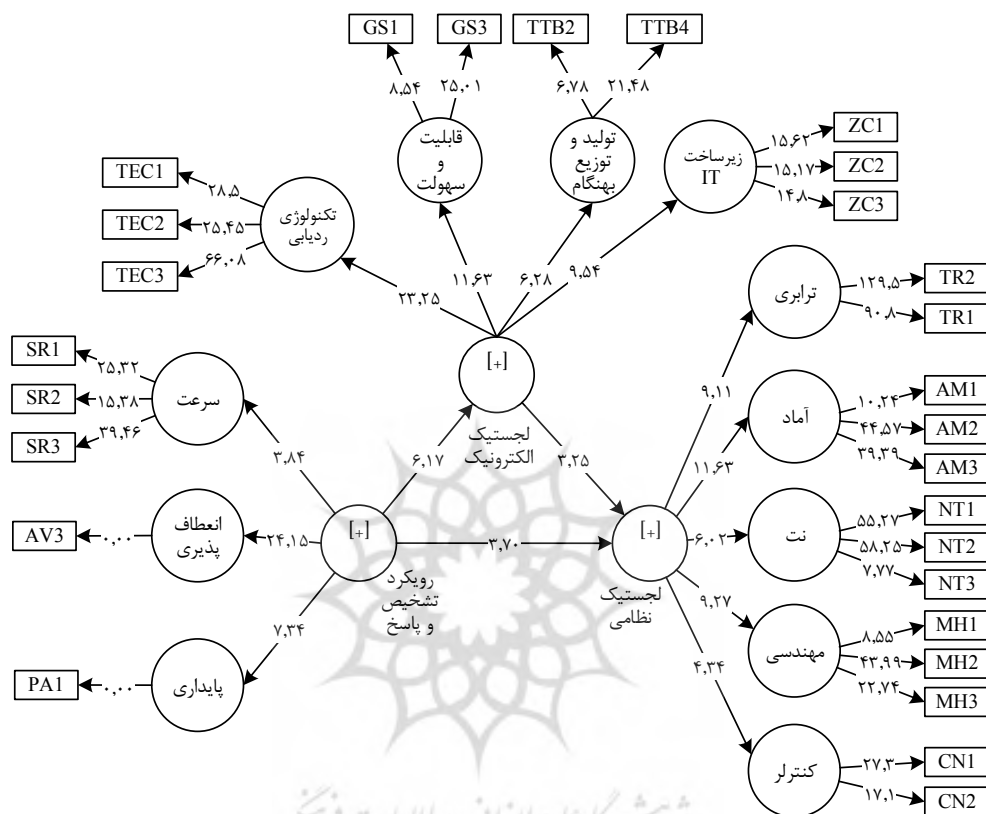 GS1
GS3
TTB2
TTB4
۸,۵۴
۲۵,۰۱
۶,۷۸
۲۱,۴۸
قابلیت
و
سهولت
تولید و
توزیع
بهنگام
زیرساخت
IT
۱۵,۶۲
ZC1
۱۵,۱۷
ZC2
۱۴,۸
ZC3
TEC1
۲۸,۵
TEC2
۲۵,۴۵
TEC3
۶۶,۰۸
تکنولوژی
ردیابی
۲۳,۲۵
۱۱,۶۳
۶,۲۸
۹,۵۴
[+]
لجستیک
الکترونیک
ترابری
۱۲۹,۵
TR2
۹۰,۸
TR1
SR1
۲۵,۳۲
SR2
۱۵,۳۸
SR3
۳۹,۴۶
سرعت
۳,۸۴
۶,۱۷
۳,۲۵
۹,۱۱
۱۱,۶۳
آماد
۱۰,۲۴
AM1
۴۴,۵۷
AM2
۳۹,۳۹
AM3
AV3
۰,۰۰
انعطاف
پذیری
۲۴,۱۵
[+]
رویکرد
تشخیص
و پاسخ
۳,۷۰
[+]
لجستیک
نظامی
۶,۰۲
نت
۵۵,۲۷
NT1
۵۸,۲۵
NT2
۷,۷۷
NT3
PA1
۰,۰۰
پایداری
۷,۳۴
۹,۲۷
مهندسی
۸,۵۵
MH1
۴۳,۹۹
MH2
۲۲,۷۴
MH3
۴,۳۴
کنترلر
۲۷,۳
CN1
۱۷,۱
CN2